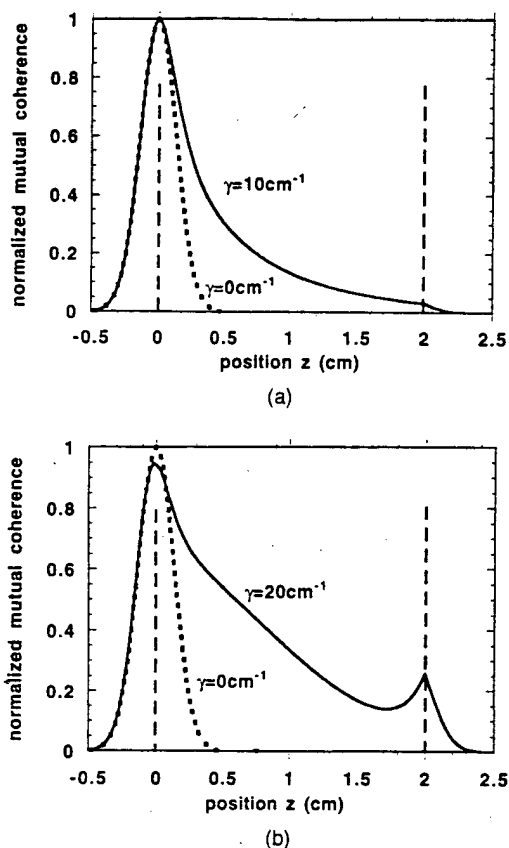 normalized mutual coherence
1
0.8
0.6
0.4
0.2
0
γ=10cm⁻¹
γ=0cm⁻¹
-0.5 0 0.5 1 1.5 2 2.5
position z (cm)
(a)
normalized mutual coherence
1
0.8
0.6
0.4
0.2
0
γ=20cm⁻¹
γ=0cm⁻¹
-0.5 0 0.5 1 1.5 2 2.5
position z (cm)
(b)